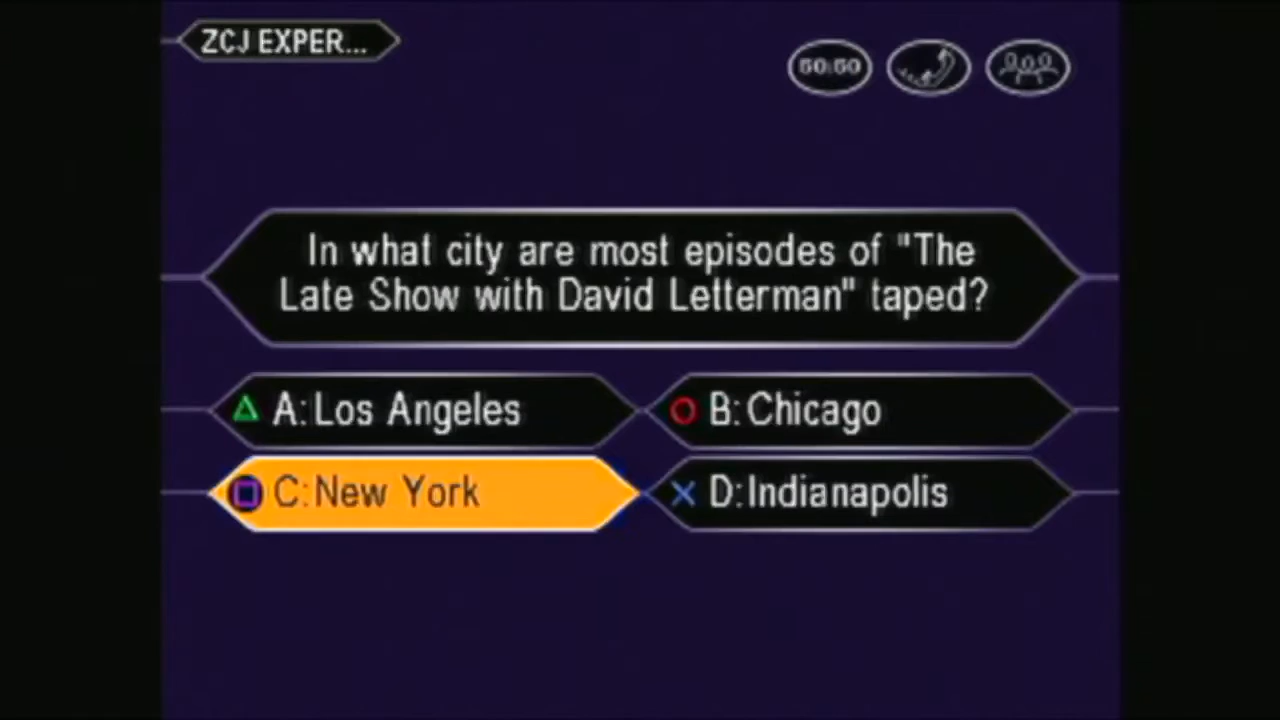 ZCJ EXPER...
50:50
In what city are most episodes of "The
Late Show with David Letterman" taped?
A:Los Angeles
B:Chicago
C:New York
D:Indianapolis